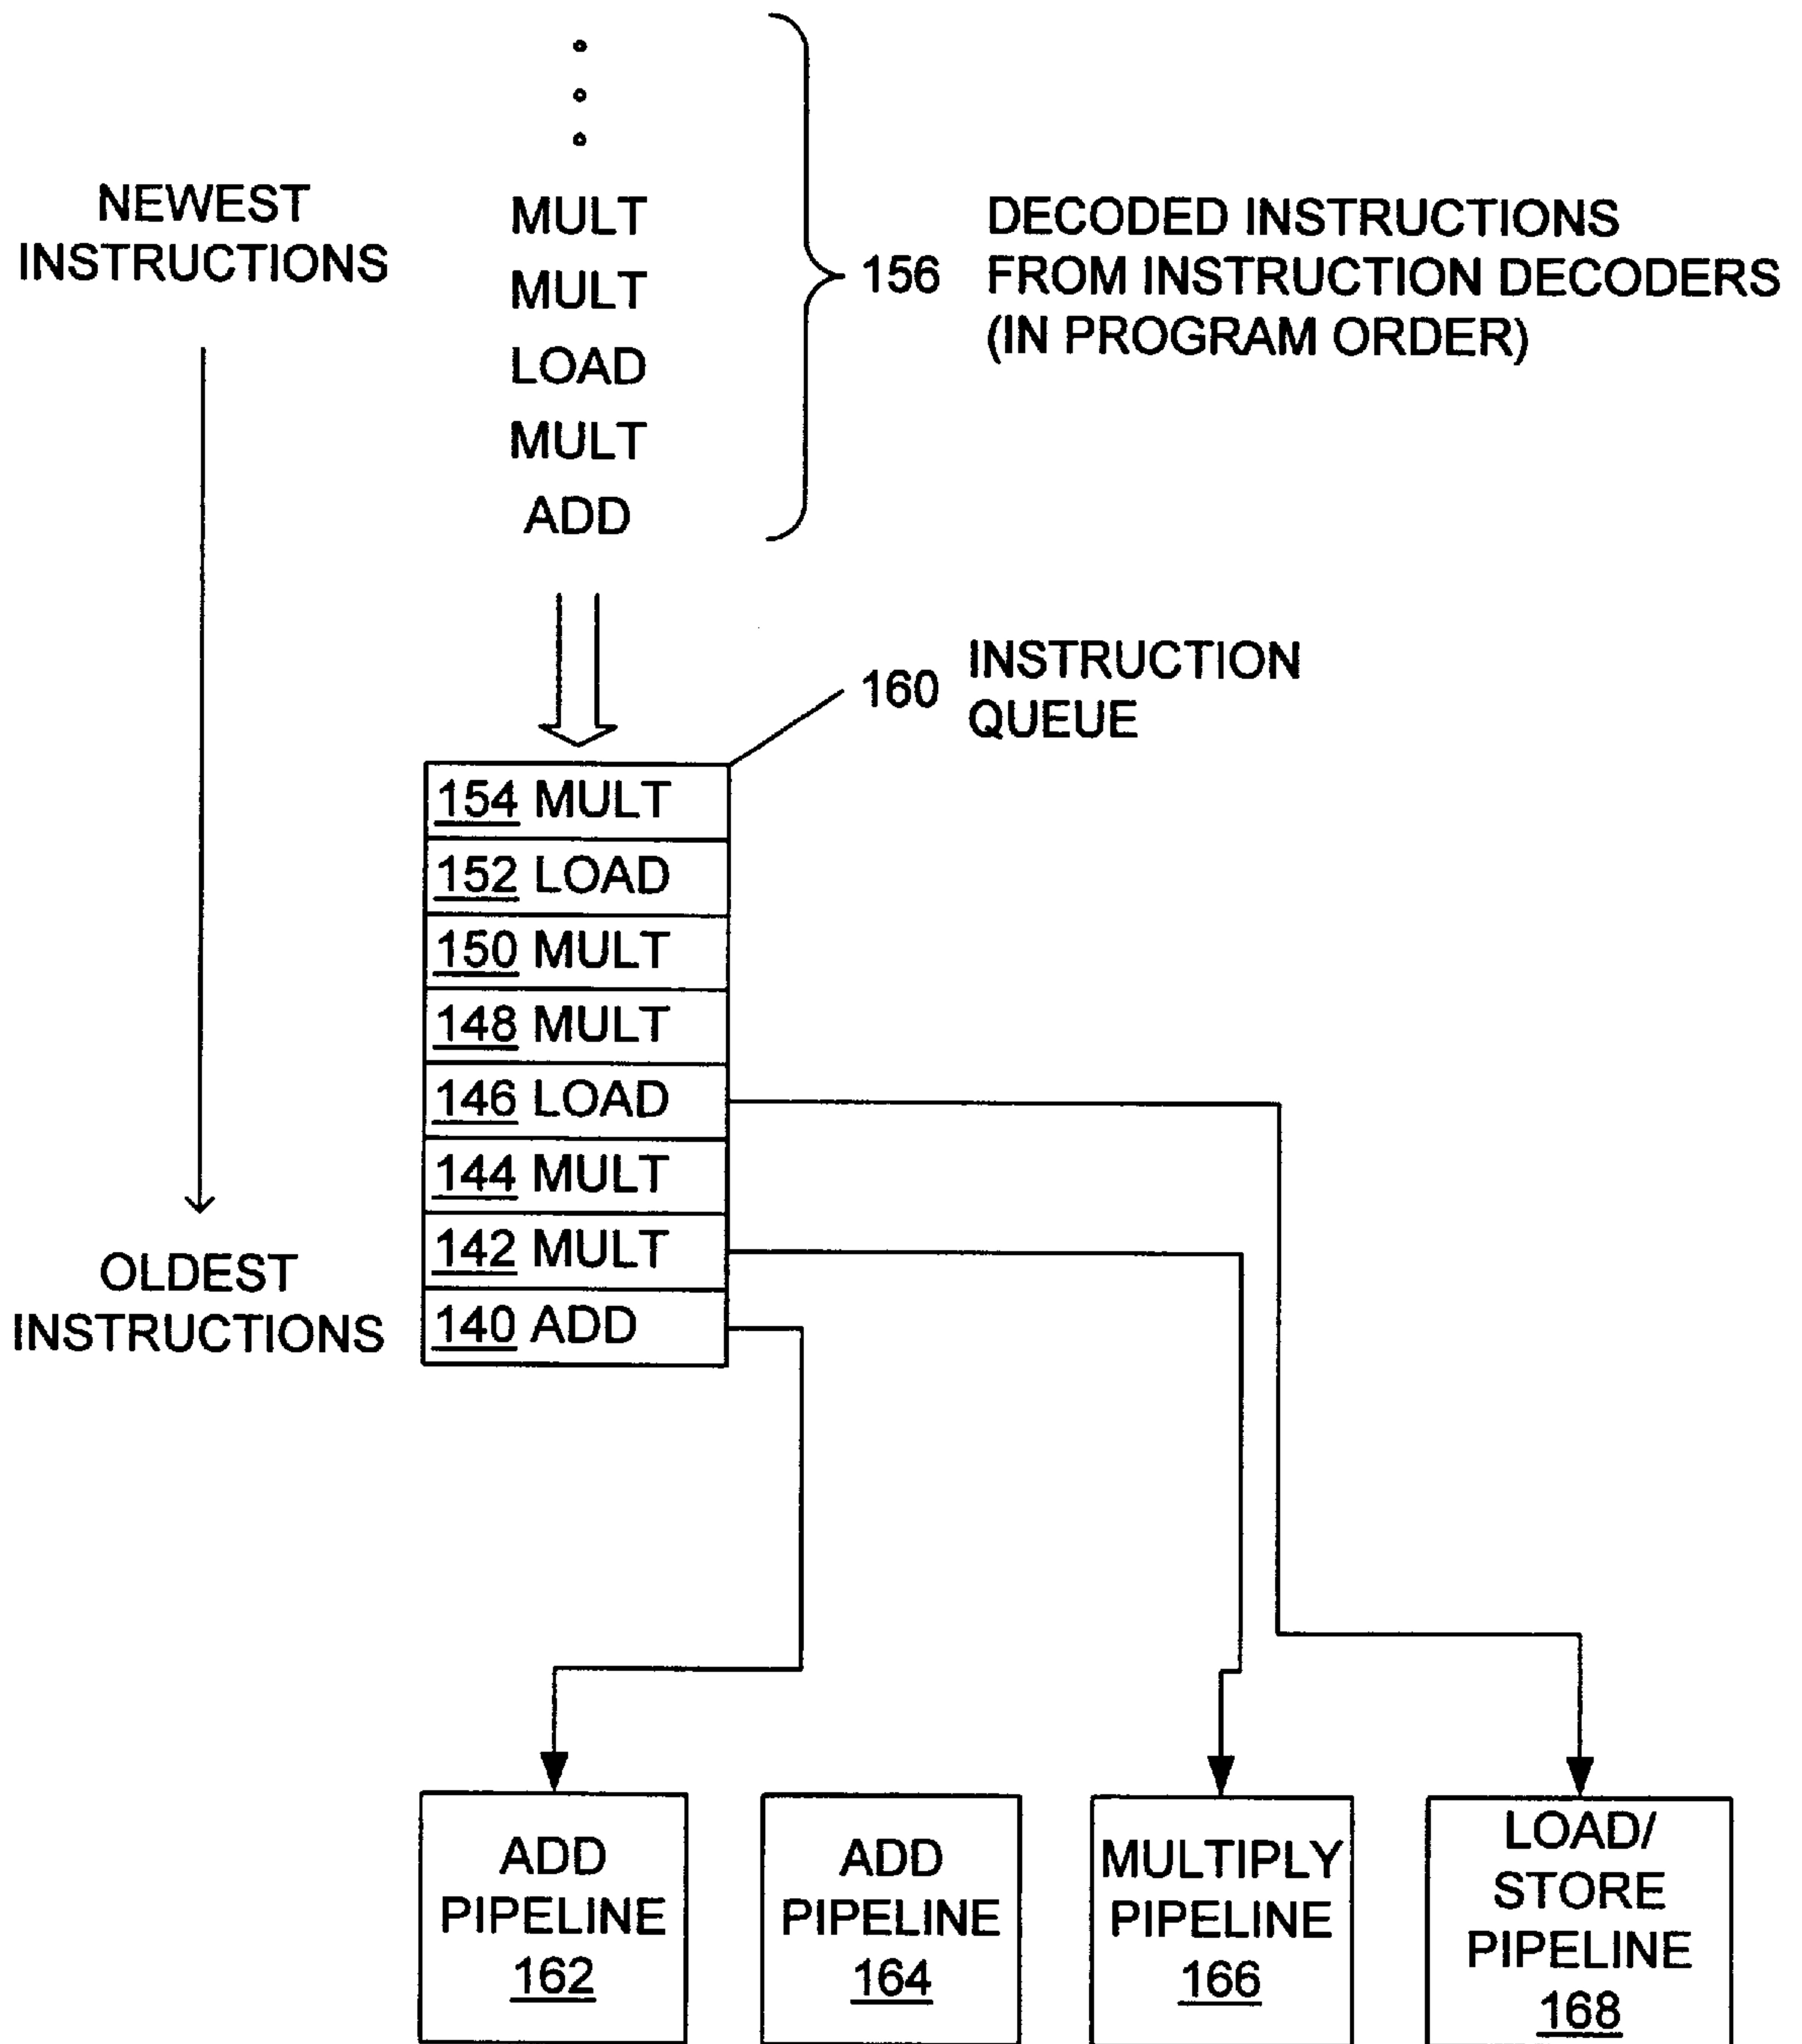 NEWEST
INSTRUCTIONS
MULT
MULT
LOAD
MULT
ADD
156
DECODED INSTRUCTIONS
FROM INSTRUCTION DECODERS
(IN PROGRAM ORDER)
160
INSTRUCTION
QUEUE
154 MULT
152 LOAD
150 MULT
148 MULT
146 LOAD
144 MULT
142 MULT
140 ADD
OLDEST
INSTRUCTIONS
ADD
PIPELINE
162
ADD
PIPELINE
164
MULTIPLY
PIPELINE
166
LOAD/
STORE
PIPELINE
168